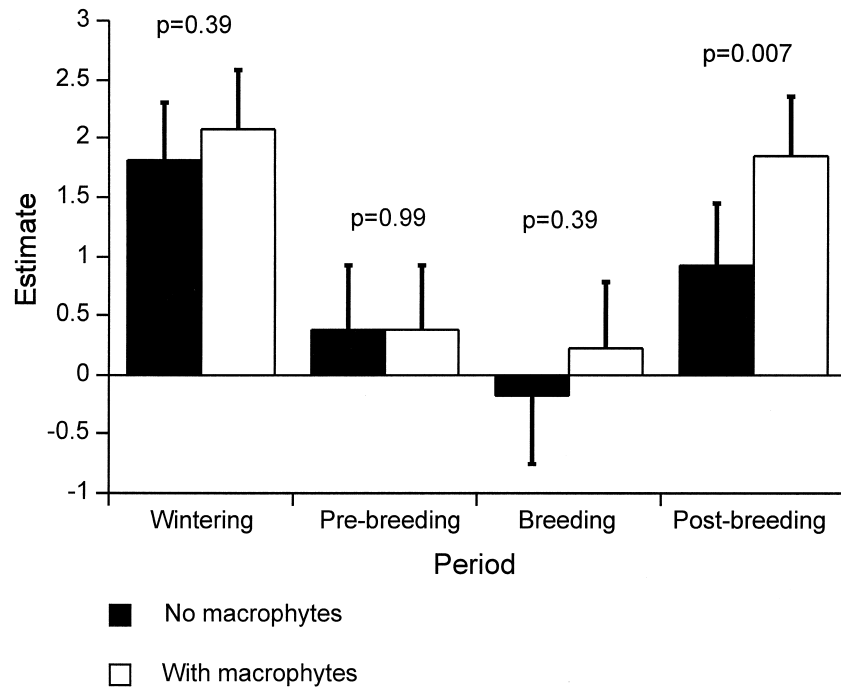 3
p=0.39
p=0.007
2.5
2
1.5
p=0.99
p=0.39
1
Estimate
0.5
0
-0.5
-1
Wintering Pre-breeding Breeding Post-breeding
Period
No macrophytes
With macrophytes